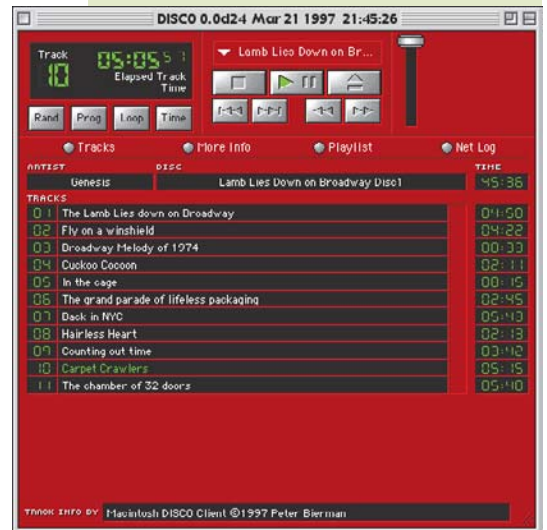 DISCO 0.0d24 Mar 21 1997 21:45:26
Track
10
05:05 51
Elapsed Track
Time
Lamb Lies Down on Br...
Rand Prog Loop Time
Tracks More Info Playlist Net Log
ARTIST DISC TIME
Genesis Lamb Lies Down on Broadway Disc1 45:36
TRACKS
01 The Lamb Lies down on Broadway 04:50
02 Fly on a winshield 04:22
03 Broadway Melody of 1974 00:33
04 Cuckoo Cocoon 02:11
05 In the cage 08:15
06 The grand parade of lifeless packaging 02:45
07 Back in NYC 05:43
08 Hairless Heart 02:13
09 Counting out time 03:42
10 Carpet Crawlers 05:15
11 The chamber of 32 doors 05:40
TRACK INFO BY Macintosh DISCO Client ©1997 Peter Bierman